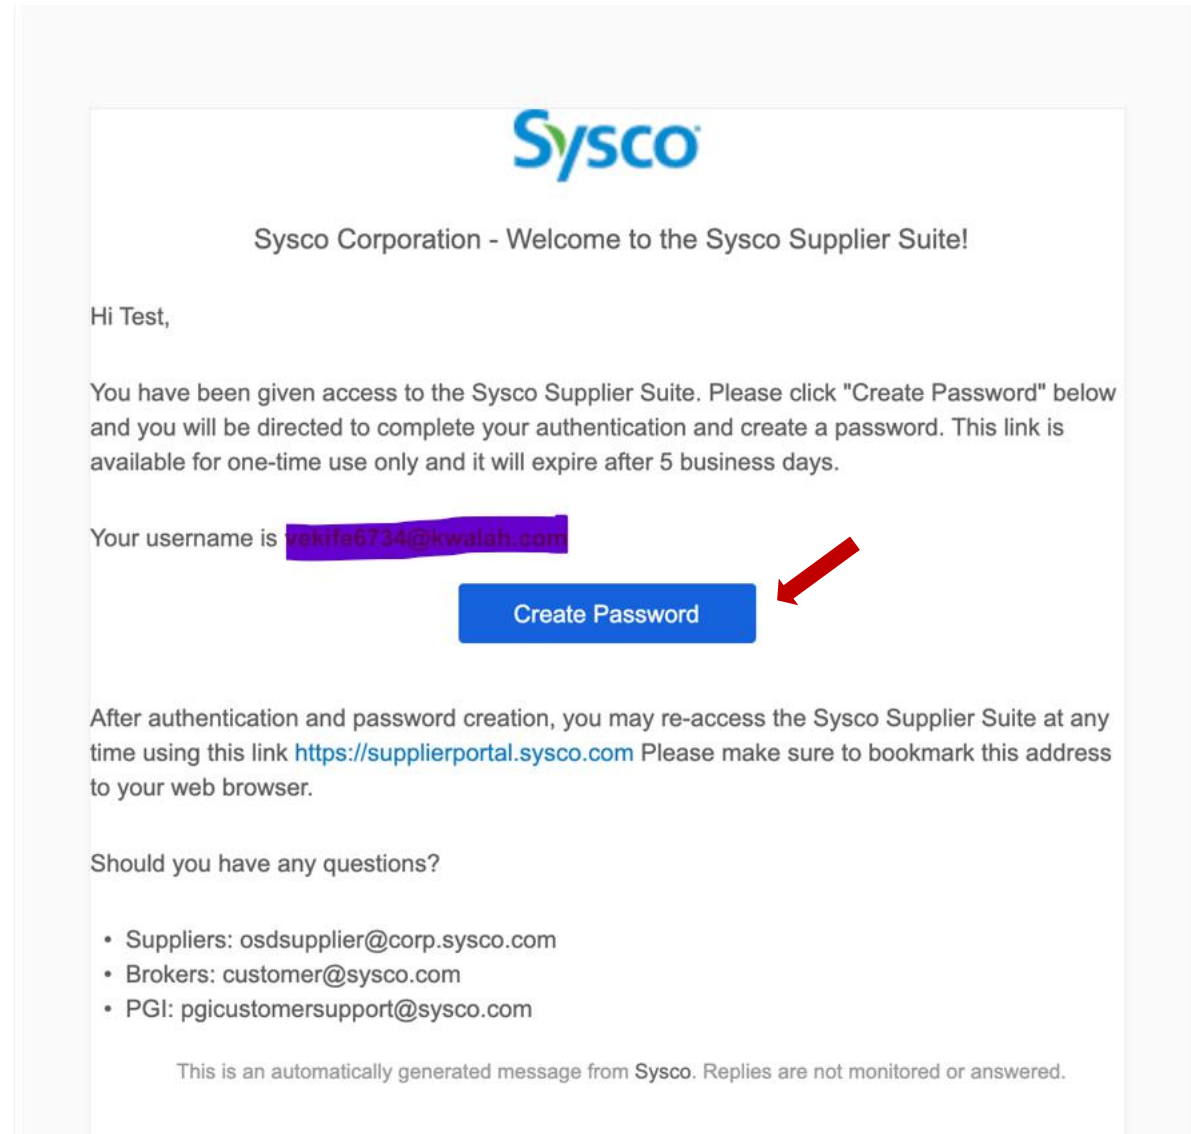 Sysco
Sysco Corporation - Welcome to the Sysco Supplier Suite!
Hi Test,
You have been given access to the Sysco Supplier Suite. Please click "Create Password" below
and you will be directed to complete your authentication and create a password. This link is
available for one-time use only and it will expire after 5 business days.
Your username is
Create Password
After authentication and password creation, you may re-access the Sysco Supplier Suite at any
time using this link https://supplierportal.sysco.com Please make sure to bookmark this address
to your web browser.
Should you have any questions?
• Suppliers: osdsupplier@corp.sysco.com
• Brokers: customer@sysco.com
• PGI: pgicustomersupport@sysco.com
This is an automatically generated message from Sysco. Replies are not monitored or answered.